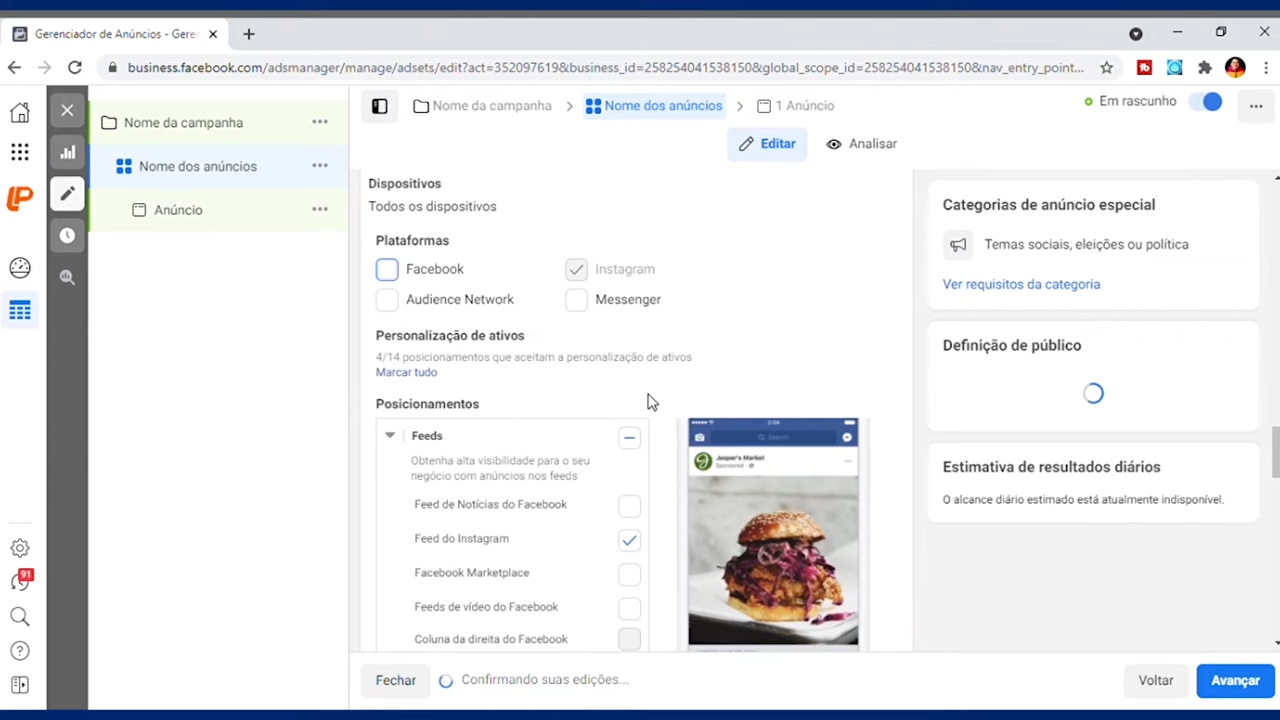 Gerenciador de Anúncios - Gere
business.facebook.com/adsmanager/manage/adsets/edit?act=352097619&business_id=258254041538150&global_scope_id=258254041538150&nav_entry_point...
Nome da campanha
Nome dos anúncios
Anúncio
91
Nome da campanha
Nome dos anúncios
1 Anúncio
Em rascunho
Editar
Analisar
Dispositivos
Todos os dispositivos
Plataformas
Facebook
Instagram
Audience Network
Messenger
Personalização de ativos
4/14 posicionamentos que aceitam a personalização de ativos
Marcar tudo
Posicionamentos
Feeds
Obtenha alta visibilidade para o seu
negócio com anúncios nos feeds
Feed de Notícias do Facebook
Feed do Instagram
Facebook Marketplace
Feeds de vídeo do Facebook
Coluna da direita do Facebook
Search
Jasper's Market
Sponsored
Categorias de anúncio especial
Temas sociais, eleições ou política
Ver requisitos da categoria
Definição de público
Estimativa de resultados diários
O alcance diário estimado está atualmente indisponível.
Fechar
Confirmando suas edições...
Voltar
Avançar